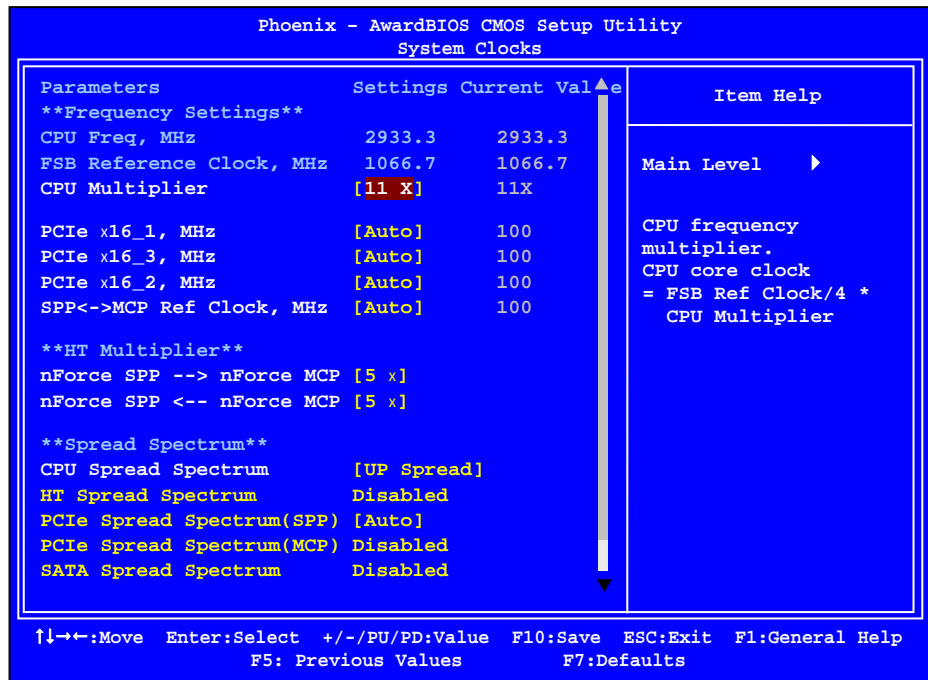 Phoenix – AwardBIOS CMOS Setup Utility
System Clocks
Parameters Settings Current Val e
**Frequency Settings**
CPU Freq, MHz 2933.3 2933.3
FSB Reference Clock, MHz 1066.7 1066.7
CPU Multiplier [11 X] 11X
PCIe x16_1, MHz [Auto] 100
PCIe x16_3, MHz [Auto] 100
PCIe x16_2, MHz [Auto] 100
SPP<->MCP Ref Clock, MHz [Auto] 100
**HT Multiplier**
nForce SPP --> nForce MCP [5 x]
nForce SPP <-- nForce MCP [5 x]
**Spread Spectrum**
CPU Spread Spectrum [UP Spread]
HT Spread Spectrum Disabled
PCIe Spread Spectrum(SPP) [Auto]
PCIe Spread Spectrum(MCP) Disabled
SATA Spread Spectrum Disabled
Item Help
Main Level
CPU frequency
multiplier.
CPU core clock
= FSB Ref Clock/4 *
CPU Multiplier
↑↓→←:Move Enter:Select +/-/PU/PD:Value F10:Save ESC:Exit F1:General Help
F5: Previous Values F7:Defaults